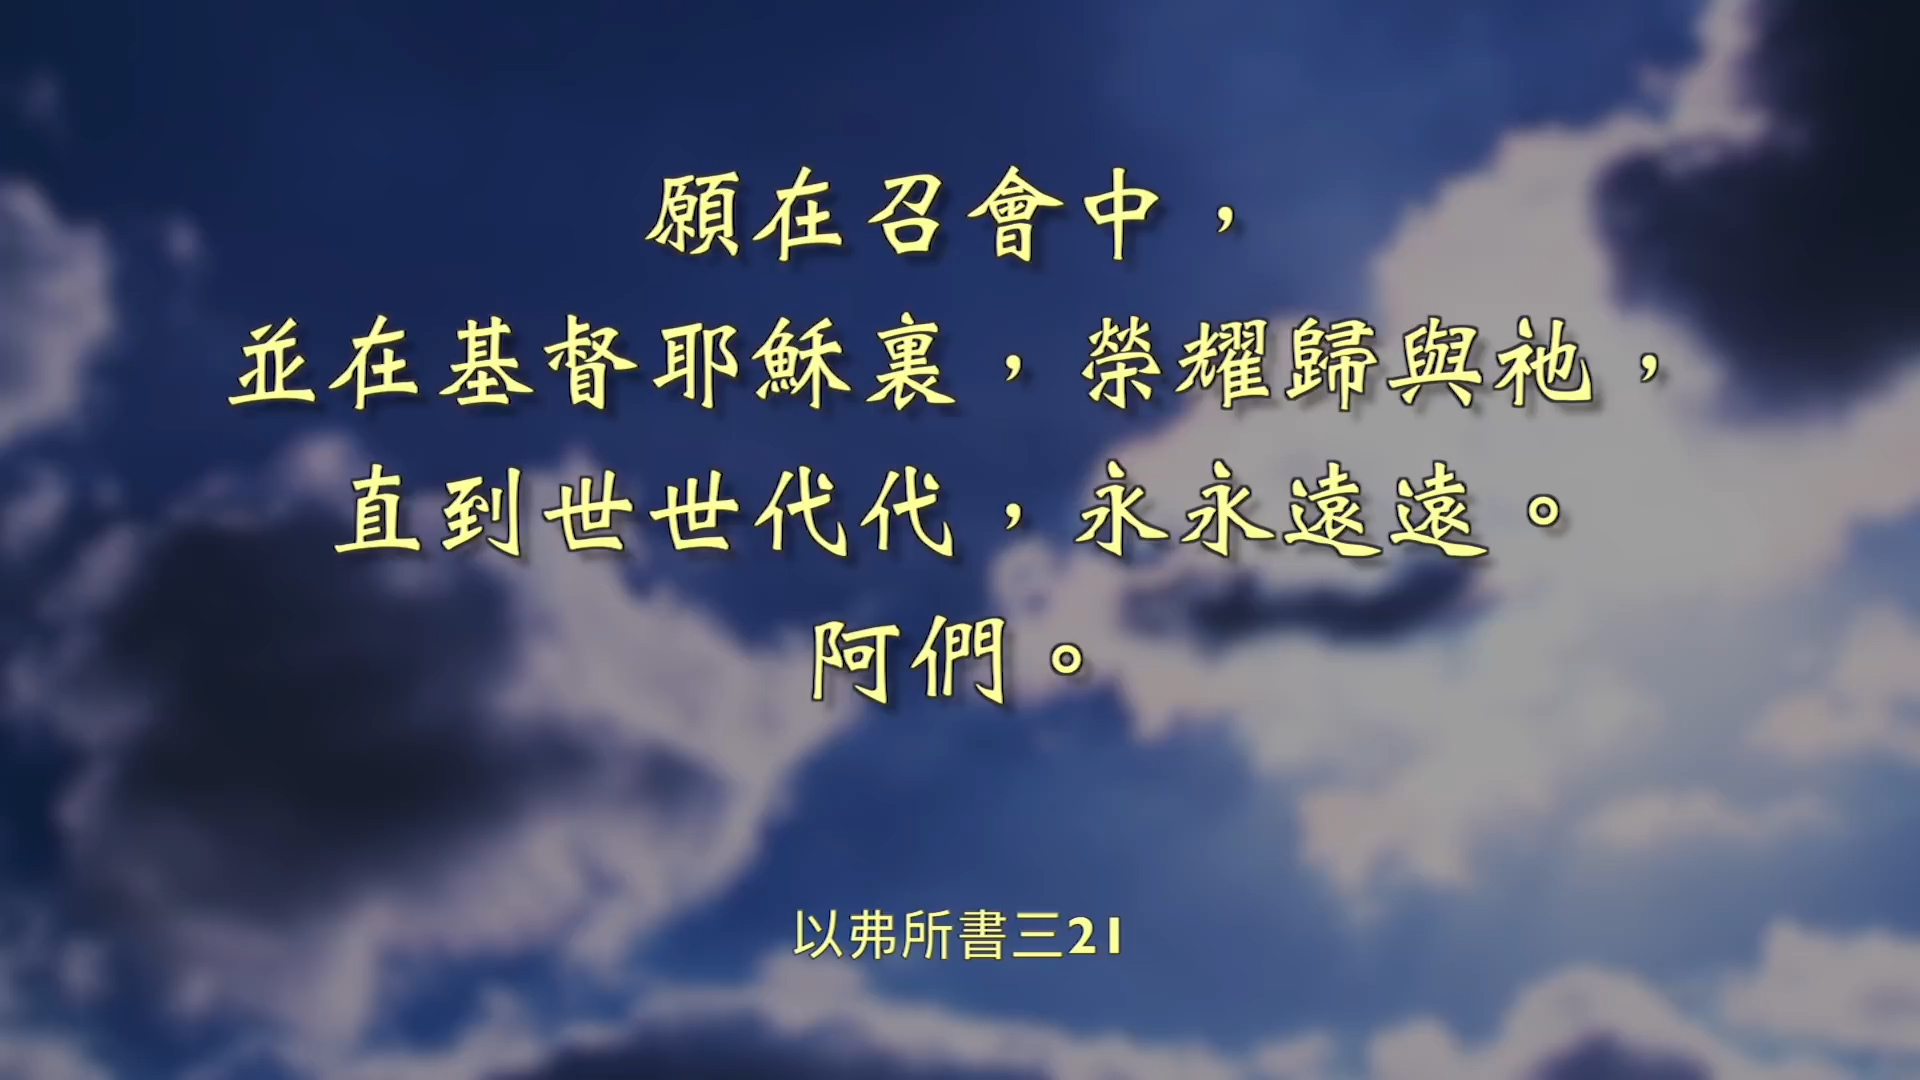 願在召會中，
並在基督耶穌裏，榮耀歸與祂，
直到世世代代，永永遠遠。
阿們。
以弗所書三21